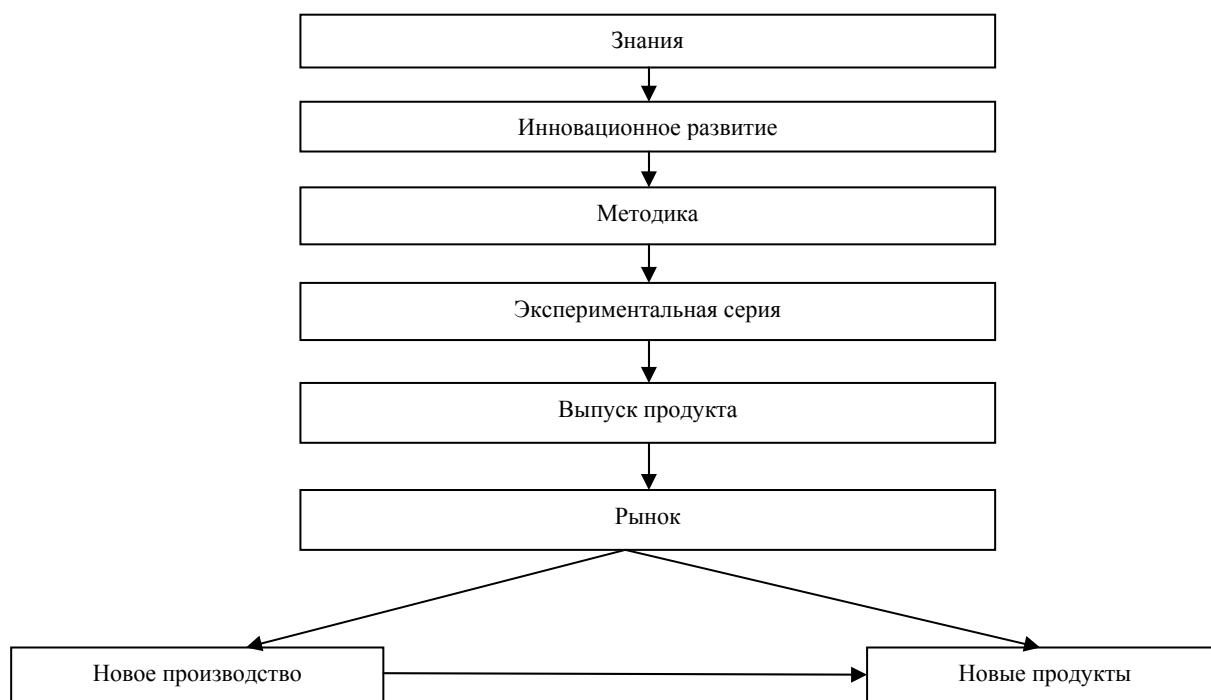 Знания
Инновационное развитие
Методика
Экспериментальная серия
Выпуск продукта
Рынок
Новое производство
Новые продукты